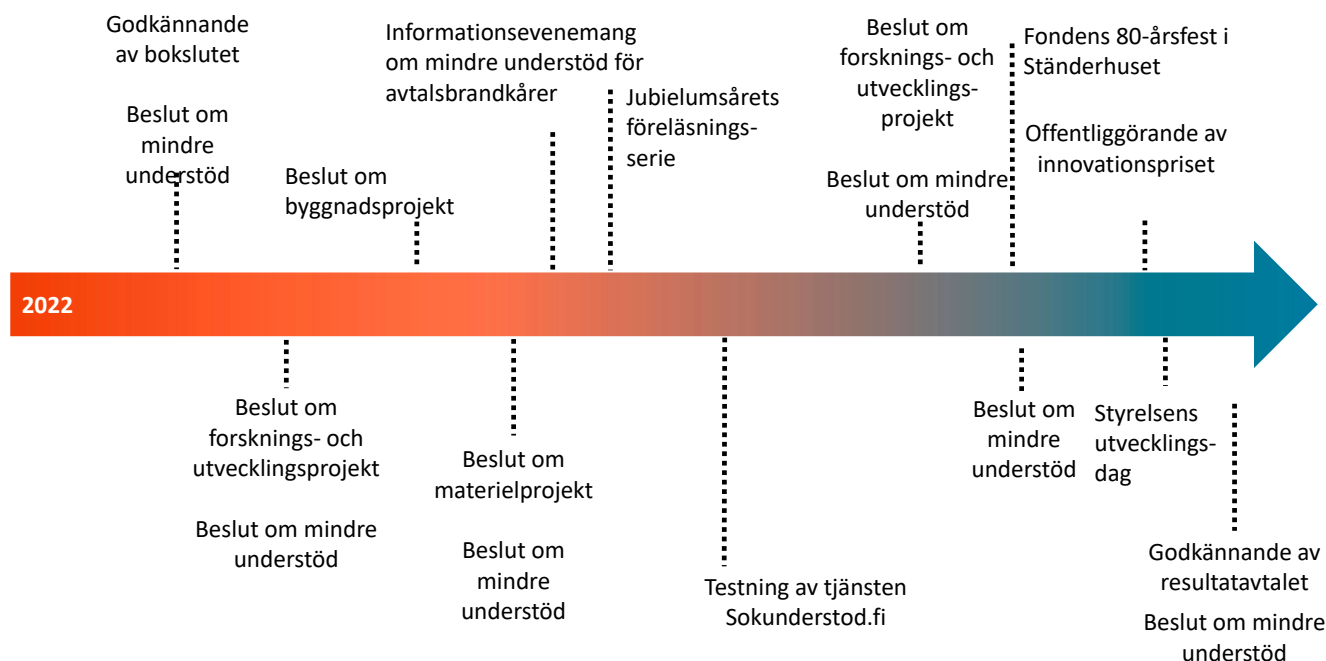 Godkännande
av bokslutet
Beslut om
mindre
understöd
Beslut om
byggnadsprojekt
Informationsevenemang
om mindre understöd för
avtalsbrandkårer
Jubielumsårets
föreläsnings-
serie
Beslut om
forsknings- och
utvecklings-
projekt
Beslut om mindre
understöd
Fondens 80-årsfest i
Ständerhuset
Offentliggörande av
innovationspriset
2022
Beslut om
forsknings- och
utvecklingsprojekt
Beslut om mindre
understöd
Beslut om
materielprojekt
Beslut om
mindre
understöd
Testning av tjänsten
Sokunderstod.fi
Beslut om
mindre
understöd
Styrelsens
utvecklings-
dag
Godkännande av
resultatavtalet
Beslut om mindre
understöd